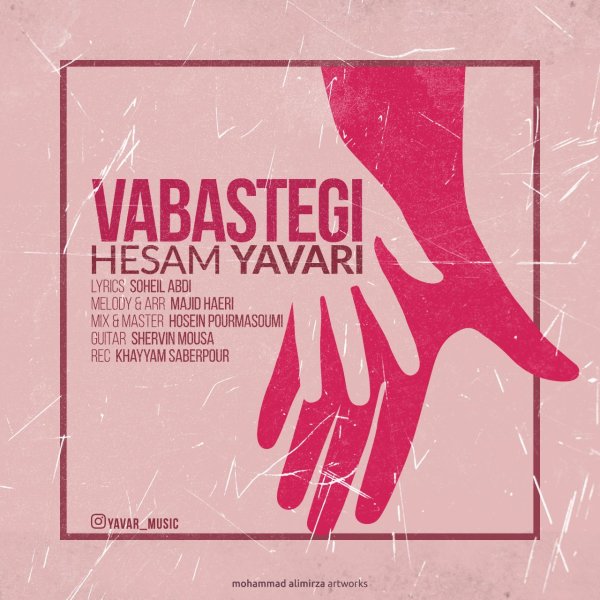 VABASTEGI
HESAM YAVARI
LYRICS SOHEIL ABDI
MELODY & ARR MAJID HAERI
MIX & MASTER HOSEIN POURMASOUMI
GUITAR SHERVIN MOUSA
REC KHAYYAM SABERPOUR
YAVAR_MUSIC
mohammad alimirza artworks